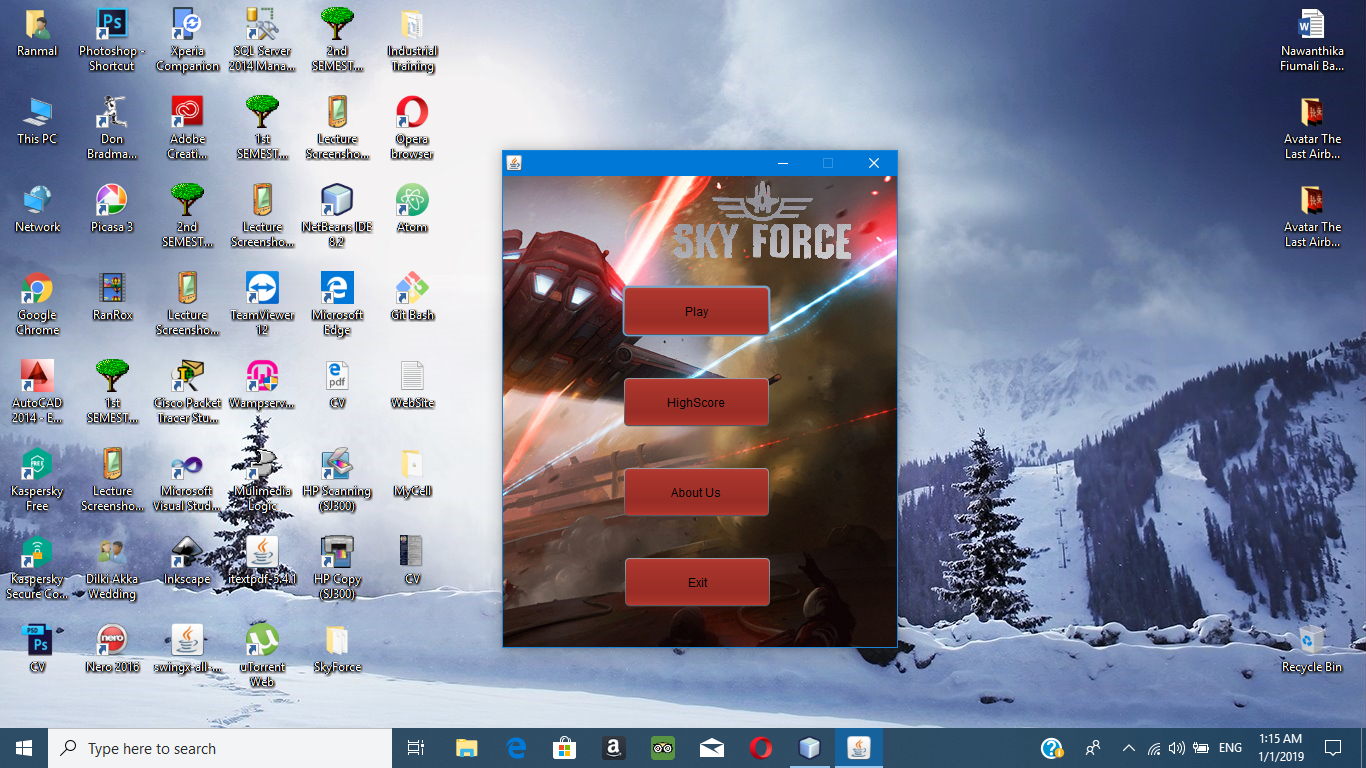 Ranmal
Photoshop -
Shortcut
Xperia
Companion
SQL Server
2014 Mana...
2nd
SEMEST...
Industrial
Training
This PC
Don
Bradma...
Adobe
Creati...
1st
SEMEST...
Lecture
Screensho...
Opera
browser
Network
Picasa 3
2nd
SEMEST...
Lecture
Screensho...
NetBeans IDE
8.2
Atom
Google
Chrome
RanRox
Lecture
Screensho...
TeamViewer
12
Microsoft
Edge
Git Bash
AutoCAD
2014 - E...
1st
SEMEST...
Cisco Packet
Tracer Stu...
Wampserv...
pdf
CV
WebSite
Kaspersky
Free
Lecture
Screensho...
Microsoft
Visual Stud...
Mulimedia
Logic
HP Scanning
(SJ300)
MyCell
Kaspersky
Secure Co...
Dilki Akka
Wedding
Inkscape
itextpdf-5.4.1
HP Copy
(SJ300)
CV
PSD
Ps
CV
nero
Nero 2016
swingx-all-...
uTorrent
Web
SkyForce
SKY FORCE
Play
HighScore
About Us
Exit
Nawanthika
Fiumali Ba...
Avatar The
Last Airb...
Avatar The
Last Airb...
Recycle Bin
Type here to search
ENG
1:15 AM
1/1/2019